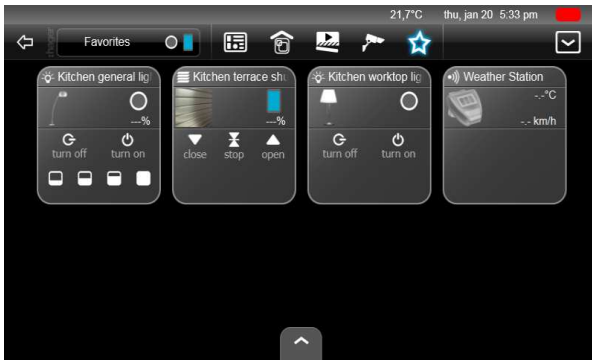 21,7°C thu, jan 20 5:33 pm
Favorites
Kitchen general lig
---%
turn off turn on
Kitchen terrace shu
---%
close stop open
Kitchen worktop lig
turn off turn on
Weather Station
-.-°C
-.- km/h